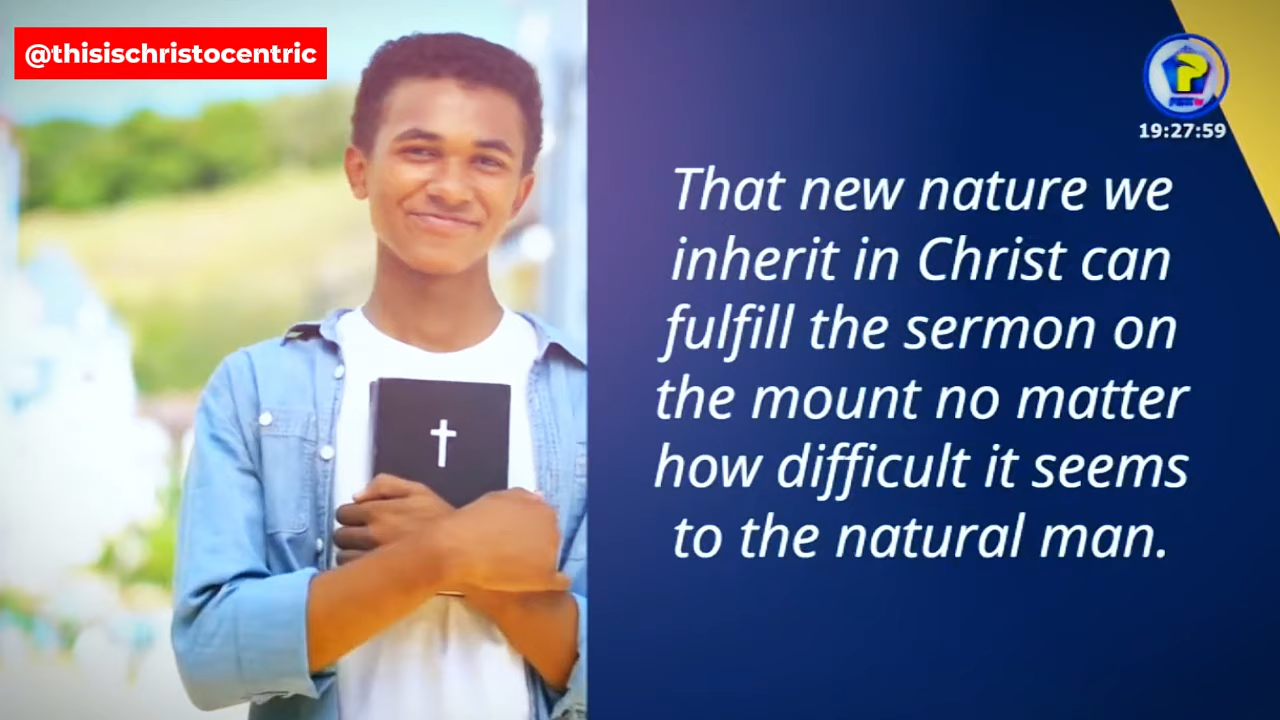 @thisischristocentric
19:27:59
That new nature we
inherit in Christ can
fulfill the sermon on
the mount no matter
how difficult it seems
to the natural man.